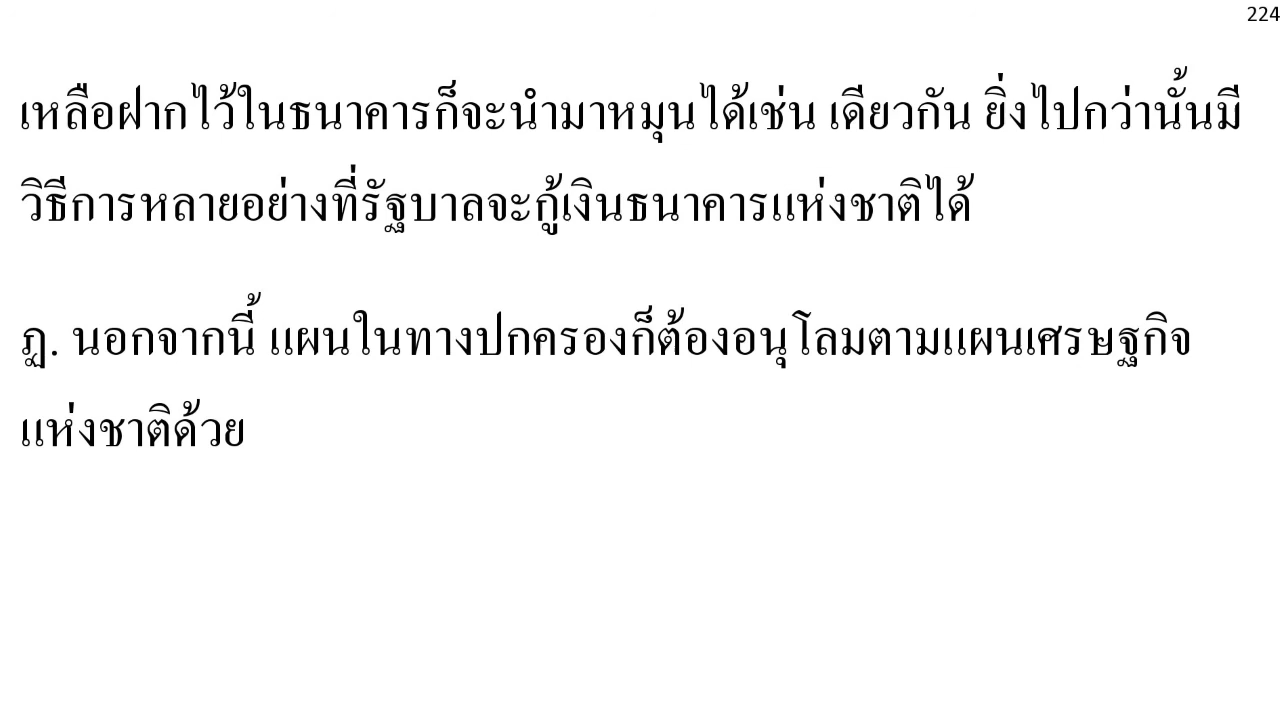 224
เหลือฝากไว้ในธนาคารก็จะนำมาหมุนได้เช่น เดียวกัน ยิ่งไปกว่านั้นมี
วิธีการหลายอย่างที่รัฐบาลจะกู้เงินธนาคารแห่งชาติได้
ฏ. นอกจากนี้ แผนในทางปกครองก็ต้องอนุโลมตามแผนเศรษฐกิจ
แห่งชาติด้วย